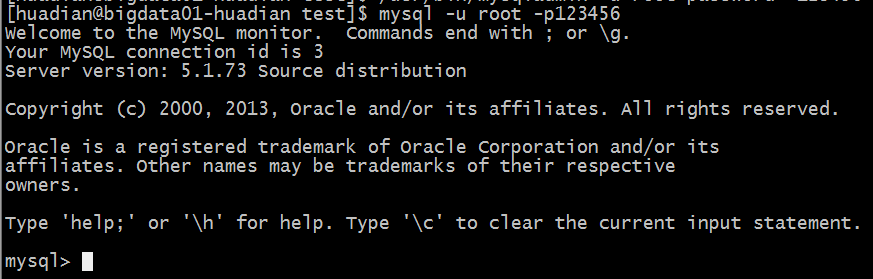 [huadian@bigdata01-huadian test]$ mysql -u root -p123456
Welcome to the MySQL monitor.  Commands end with ; or \g.
Your MySQL connection id is 3
Server version: 5.1.73 Source distribution
Copyright (c) 2000, 2013, Oracle and/or its affiliates. All rights reserved.
Oracle is a registered trademark of Oracle Corporation and/or its
affiliates. Other names may be trademarks of their respective
owners.
Type 'help;' or '\h' for help. Type '\c' to clear the current input statement.
mysql>